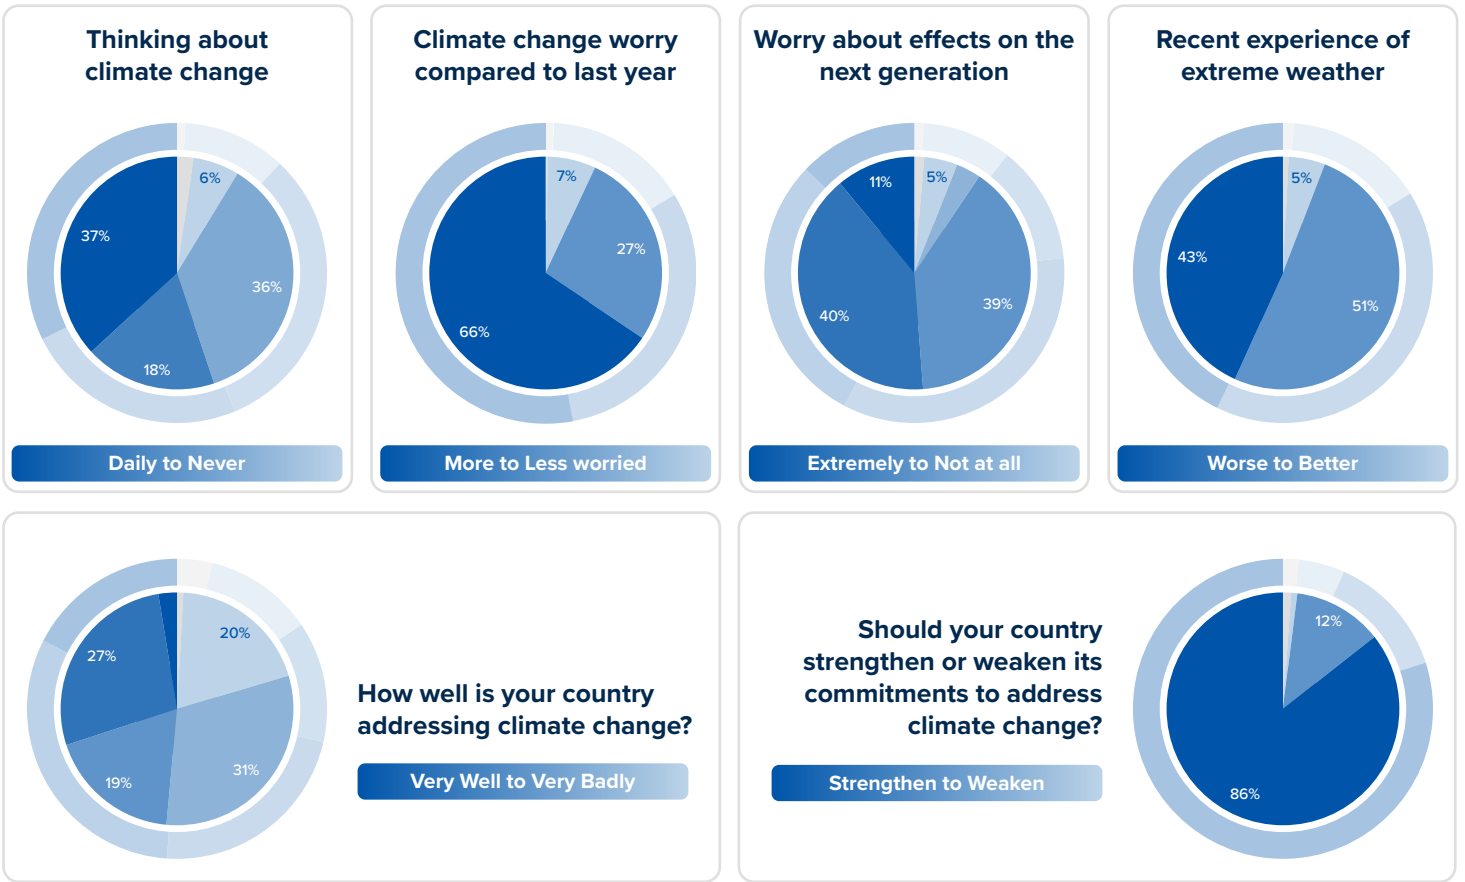 Thinking about
climate change
6%
37%
36%
18%
Daily to Never
Climate change worry
compared to last year
7%
27%
66%
More to Less worried
Worry about effects on the
next generation
11%
5%
39%
40%
Extremely to Not at all
Recent experience of
extreme weather
5%
43%
51%
Worse to Better
20%
27%
31%
19%
How well is your country
addressing climate change?
Very Well to Very Badly
Should your country
strengthen or weaken its
commitments to address
climate change?
Strengthen to Weaken
12%
86%